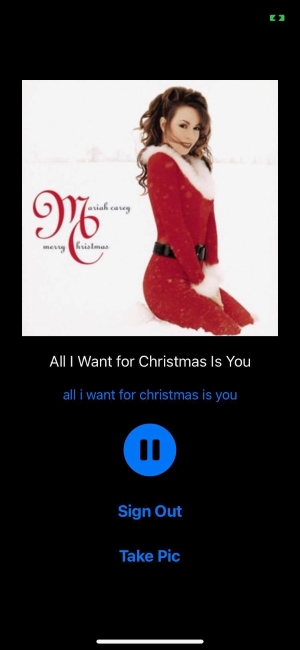 Mariah carey
merry Christmas
All I Want for Christmas Is You
all i want for christmas is you
Sign Out
Take Pic